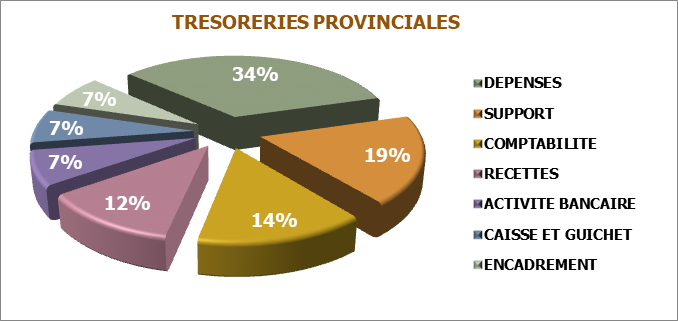 TRESORERIES PROVINCIALES
34%
19%
14%
12%
7%
7%
7%
DEPENSES
SUPPORT
COMPTABILITE
RECETTES
ACTIVITE BANCAIRE
CAISSE ET GUICHET
ENCADREMENT